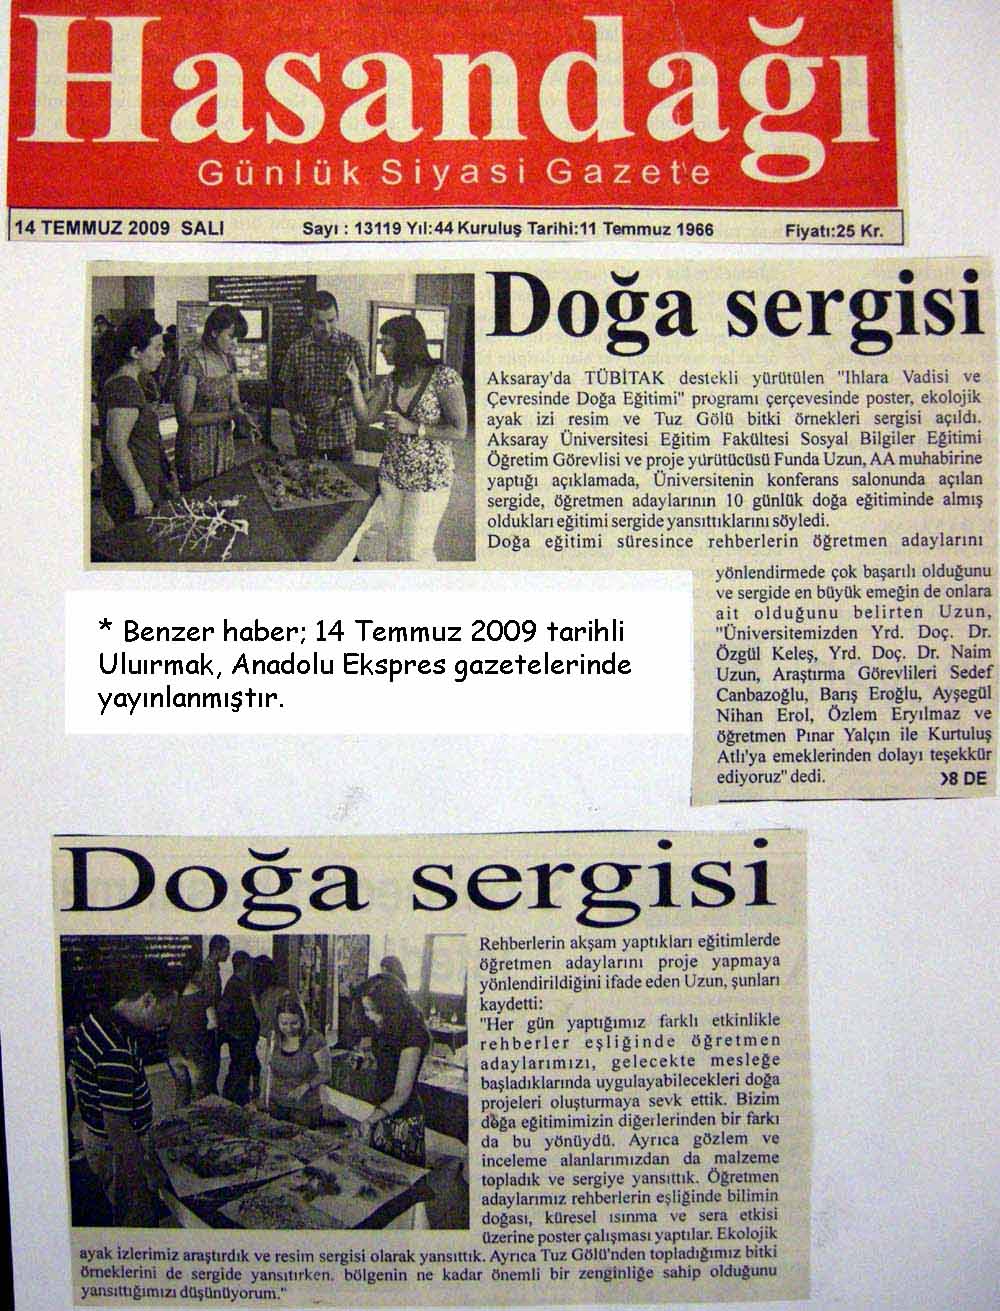 Hasandağı
Günlük Siyasi Gazete
14 TEMMUZ 2009 SALI Sayı : 13119 Yıl:44 Kuruluş Tarihi:11 Temmuz 1966 Fiyatı:25 Kr.
Doğa sergisi
Aksaray'da TÜBİTAK destekli yürütülen "Ihlara Vadisi ve
Çevresinde Doğa Eğitimi" programı çerçevesinde poster, ekolojik
ayak izi resim ve Tuz Gölü bitki örnekleri sergisi açıldı.
Aksaray Üniversitesi Eğitim Fakültesi Sosyal Bilgiler Eğitimi
Öğretim Görevlisi ve proje yürütücüsü Funda Uzun, AA muhabirine
yaptığı açıklamada, Üniversitenin konferans salonunda açılan
sergide, öğretmen adaylarının 10 günlük doğa eğitiminde almış
oldukları eğitimi sergide yansıttıklarını söyledi.
Doğa eğitimi süresince rehberlerin öğretmen adaylarını
yönlendirmede çok başarılı olduğunu
ve sergide en büyük emeğin de onlara
ait olduğunu belirten Uzun,
"Üniversitemizden Yrd. Doç. Dr.
Özgül Keleş, Yrd. Doç. Dr. Naim
Uzun, Araştırma Görevlileri Sedef
Canbazoğlu, Barış Eroğlu, Ayşegül
Nihan Erol, Özlem Eryılmaz ve
öğretmen Pınar Yalçın ile Kurtuluş
Atlı'ya emeklerinden dolayı teşekkür
ediyoruz" dedi. >8 DE
* Benzer haber; 14 Temmuz 2009 tarihli
Uluırmak, Anadolu Ekspres gazetelerinde
yayınlanmıştır.
Doğa sergisi
Rehberlerin akşam yaptıkları eğitimlerde
öğretmen adaylarını proje yapmaya
yönlendirildiğini ifade eden Uzun, şunları
kaydetti:
"Her gün yaptığımız farklı etkinlikle
rehberler eşliğinde öğretmen
adaylarımızı, gelecekte mesleğe
başladıklarında uygulayabilecekleri doğa
projeleri oluşturmaya sevk ettik. Bizim
doğa eğitimimizin diğerlerinden bir farkı
da bu yönüydü. Ayrıca gözlem ve
inceleme alanlarımızdan da malzeme
topladık ve sergiye yansıttık. Öğretmen
adaylarımız rehberlerin eşliğinde bilimin
doğası, küresel ısınma ve sera etkisi
üzerine poster çalışması yaptılar. Ekolojik
ayak izlerimiz araştırdık ve resim sergisi olarak yansıttık. Ayrıca Tuz Gölü'nden topladığımız bitki
örneklerini de sergide yansıtırken, bölgenin ne kadar önemli bir zenginliğe sahip olduğunu
yansıttığımızı düşünüyorum."